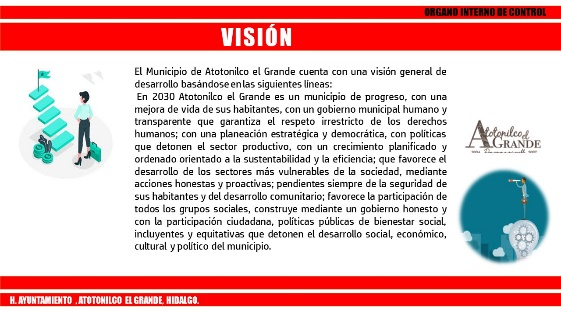 ORGANO INTERNO DE CONTROL
VISIÓN
El Municipio de Atotonilco el Grande cuenta con una visión general de
desarrollo basándose en las siguientes líneas:
En 2030 Atotonilco el Grande es un municipio de progreso, con una
mejora de vida de sus habitantes, con un gobierno municipal humano y
transparente que garantiza el respeto irrestricto de los derechos
humanos; con una planeación estratégica y democrática, con políticas
que detonen el sector productivo, con un crecimiento planificado y
ordenado orientado a la sustentabilidad y la eficiencia; que favorece el
desarrollo de los sectores más vulnerables de la sociedad, mediante
acciones honestas y proactivas; pendientes siempre de la seguridad de
sus habitantes y del desarrollo comunitario; favorece la participación de
todos los grupos sociales, construye mediante un gobierno honesto y
con la participación ciudadana, políticas públicas de bienestar social,
incluyentes y equitativas que detonen el desarrollo social, económico,
cultural y político del municipio.
Atotonilco el
GRANDE
H. AYUNTAMIENTO , ATOTONILCO EL GRANDE, HIDALGO.